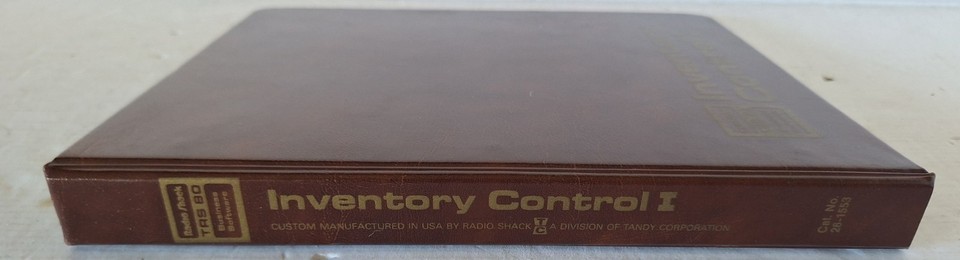 Radio Shack
TRS 80
Business
Software
Inventory Control I
CUSTOM MANUFACTURED IN USA BY RADIO SHACK TC A DIVISION OF TANDY CORPORATION
Cat. No.
26-1553